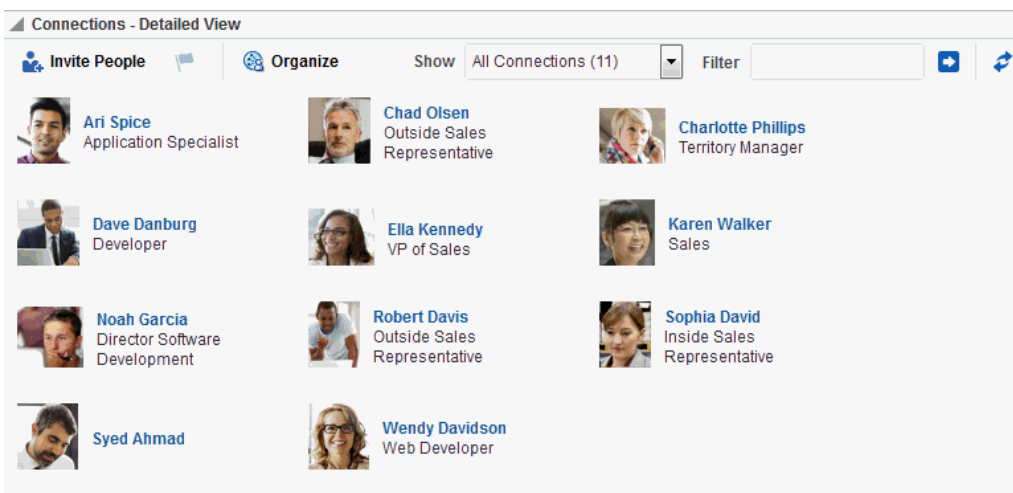 Connections - Detailed View
Invite People
Organize
Show
All Connections (11)
Filter
Ari Spice
Application Specialist
Chad Olsen
Outside Sales
Representative
Charlotte Phillips
Territory Manager
Dave Danburg
Developer
Ella Kennedy
VP of Sales
Karen Walker
Sales
Noah Garcia
Director Software
Development
Robert Davis
Outside Sales
Representative
Sophia David
Inside Sales
Representative
Syed Ahmad
Wendy Davidson
Web Developer